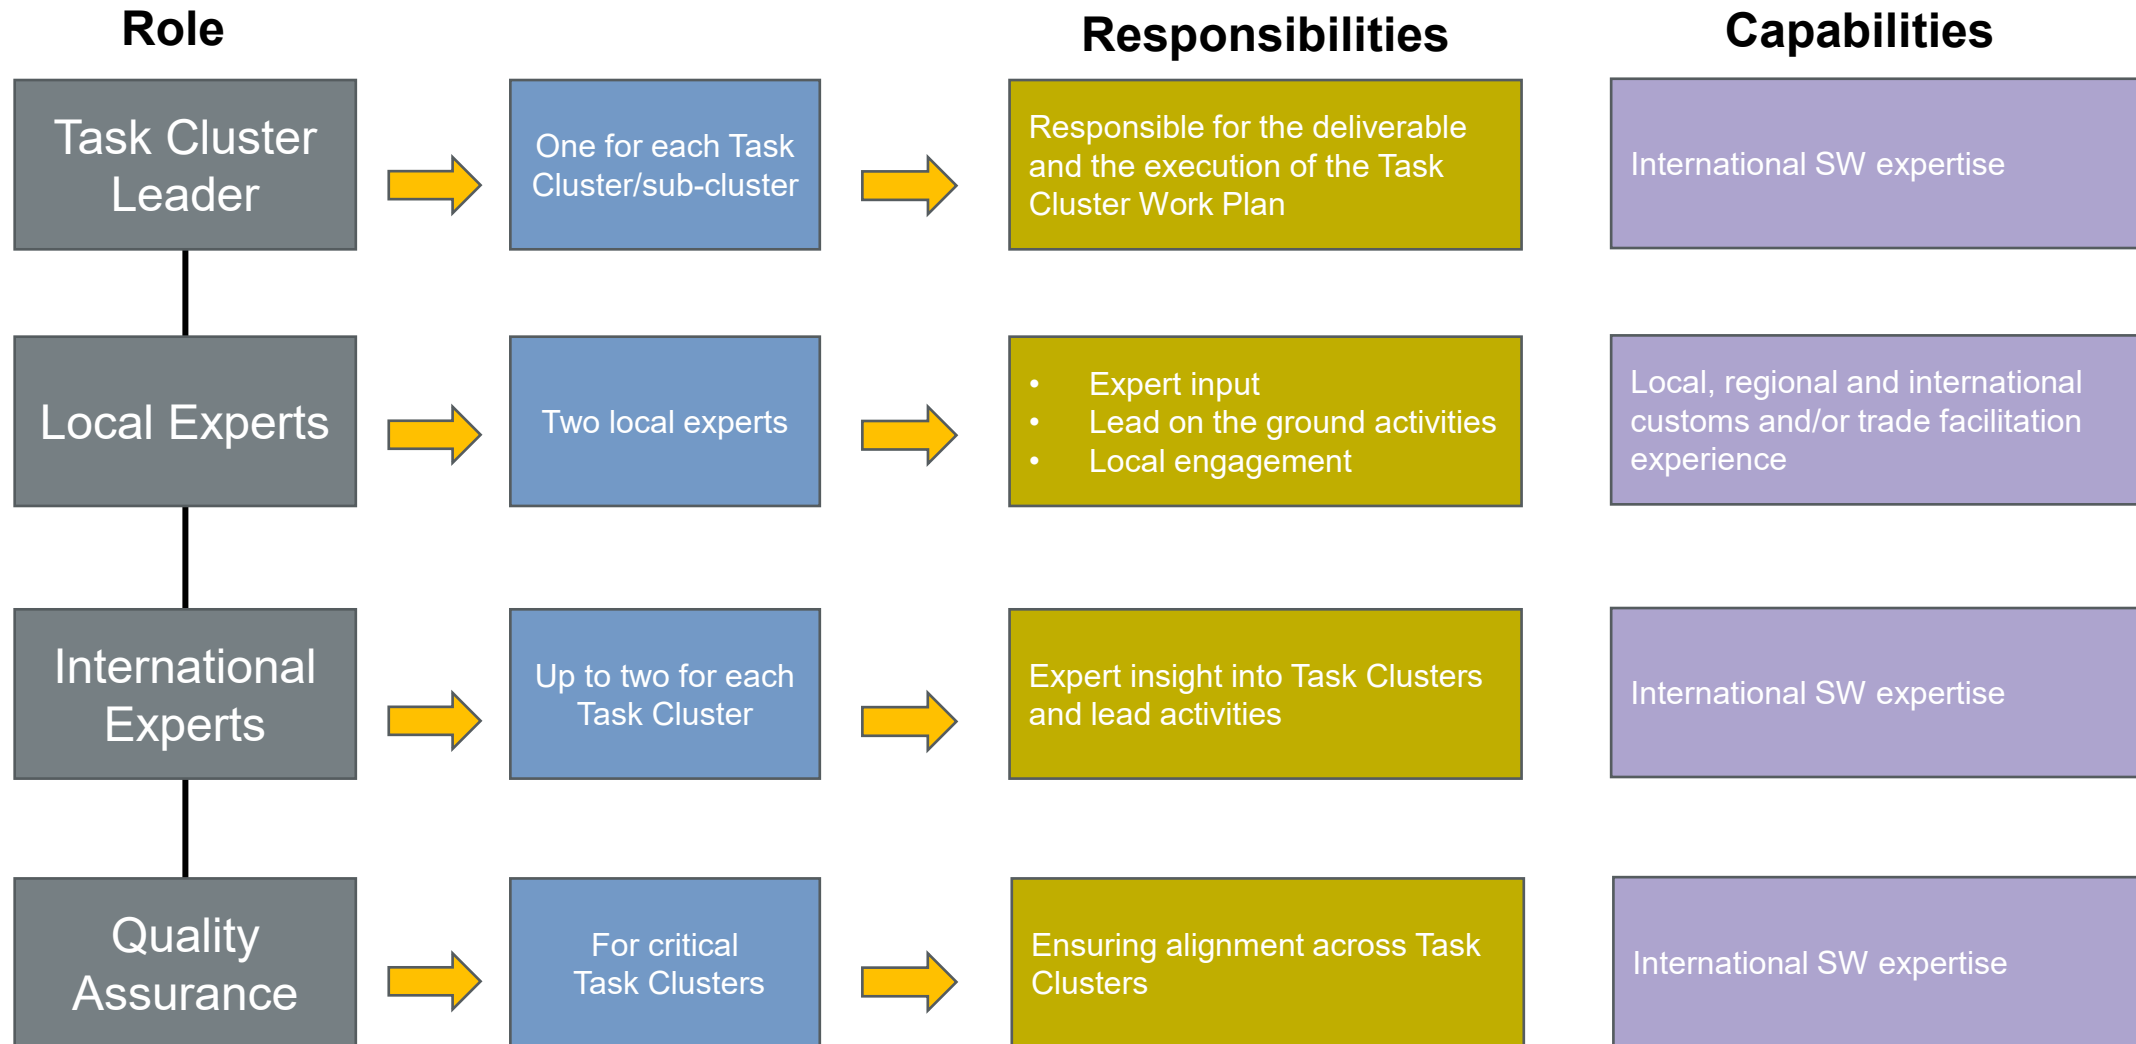 Role
Responsibilities
Capabilities
Task Cluster
Leader
One for each Task
Cluster/sub-cluster
Responsible for the deliverable
and the execution of the Task
Cluster Work Plan
International SW expertise
Local Experts
Two local experts
• Expert input
• Lead on the ground activities
• Local engagement
Local, regional and international
customs and/or trade facilitation
experience
International
Experts
Up to two for each
Task Cluster
Expert insight into Task Clusters
and lead activities
International SW expertise
Quality
Assurance
For critical
Task Clusters
Ensuring alignment across Task
Clusters
International SW expertise